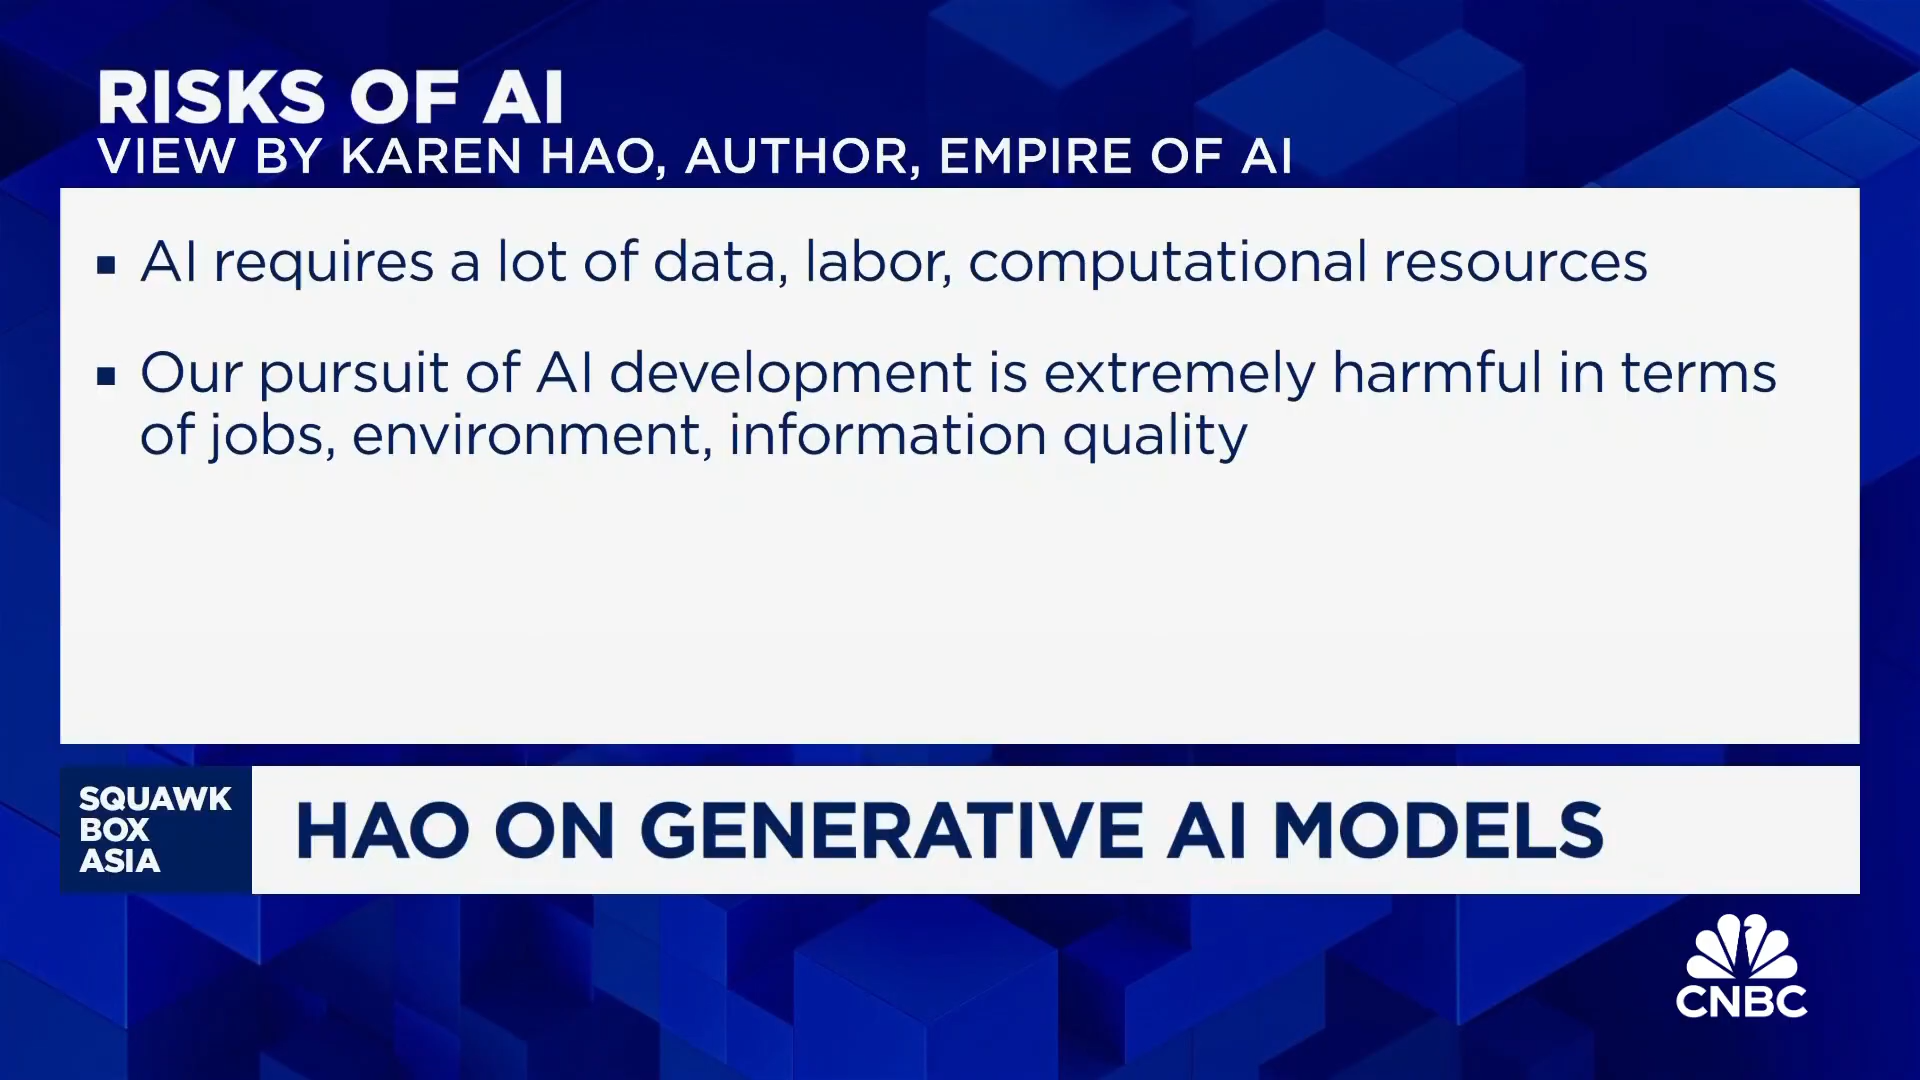 RISKS OF AI
VIEW BY KAREN HAO, AUTHOR, EMPIRE OF AI
▪ AI requires a lot of data, labor, computational resources
▪ Our pursuit of AI development is extremely harmful in terms
of jobs, environment, information quality
SQUAWK
BOX
ASIA
HAO ON GENERATIVE AI MODELS
CNBC